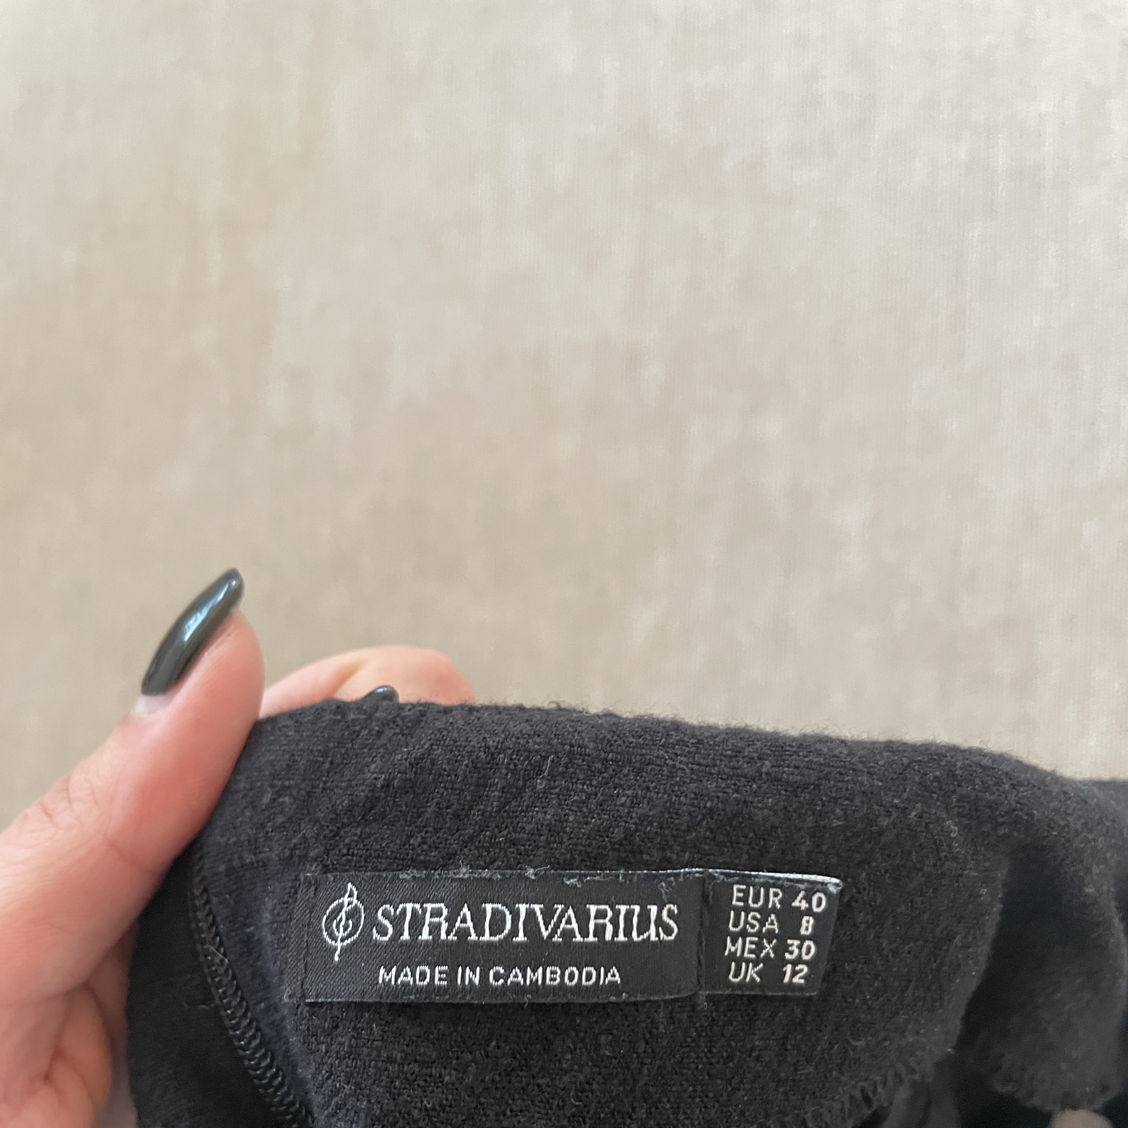 STRADIVARIUS
MADE IN CAMBODIA
EUR 40
USA 8
MEX 30
UK 12